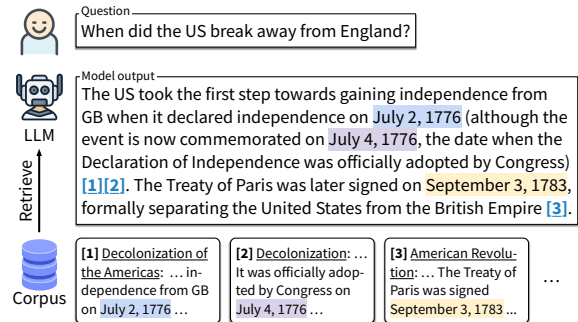 Question
When did the US break away from England?
Model output
The US took the first step towards gaining independence from
GB when it declared independence on July 2, 1776 (although the
event is now commemorated on July 4, 1776, the date when the
Declaration of Independence was officially adopted by Congress)
[1][2]. The Treaty of Paris was later signed on September 3, 1783,
formally separating the United States from the British Empire [3].
LLM
Retrieve
Corpus
[1] Decolonization of
the Americas: … in-
dependence from GB
on July 2, 1776 …
[2] Decolonization: …
It was officially adop-
ted by Congress on
July 4, 1776 …
[3] American Revolu-
tion: … The Treaty of
Paris was signed
September 3, 1783 ...
…